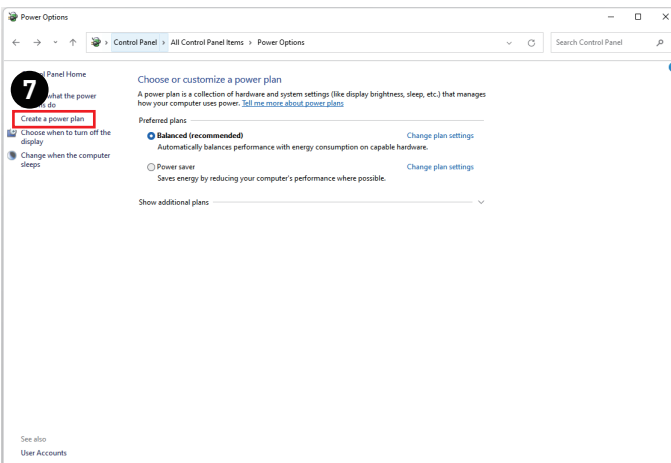 Power Options
Control Panel > All Control Panel Items > Power Options
Search Control Panel
Panel Home
7
what the power
do
Create a power plan
Choose when to turn off the
display
Change when the computer
sleeps
Choose or customize a power plan
A power plan is a collection of hardware and system settings (like display brightness, sleep, etc.) that manages
how your computer uses power. Tell me more about power plans
Preferred plans
Balanced (recommended) Change plan settings
Automatically balances performance with energy consumption on capable hardware.
Power saver Change plan settings
Saves energy by reducing your computer's performance where possible.
Show additional plans
See also
User Accounts